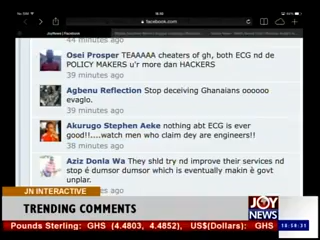 facebook.com
44 minutes ago
Osei Prosper TEAAAAA cheaters of gh, both ECG nd de
POLICY MAKERS u'r more dan HACKERS
39 minutes ago
Agbenu Reflection Stop deceiving Ghanaians oooooo
evaglo.
39 minutes ago
Akurugo Stephen Aeke nothing abt ECG is ever
good!!....watch men who claim dey are engineers!!
38 minutes ago
Aziz Donla Wa They shld try nd improve their services nd
stop é dumsor dumsor which is eventually makin è govt
unplar.
JN INTERACTIVE
TRENDING COMMENTS
JOY
NEWS
Pounds Sterling: GHS (4.4803, 4.4852), US($Dollars): GHS
18:58:31